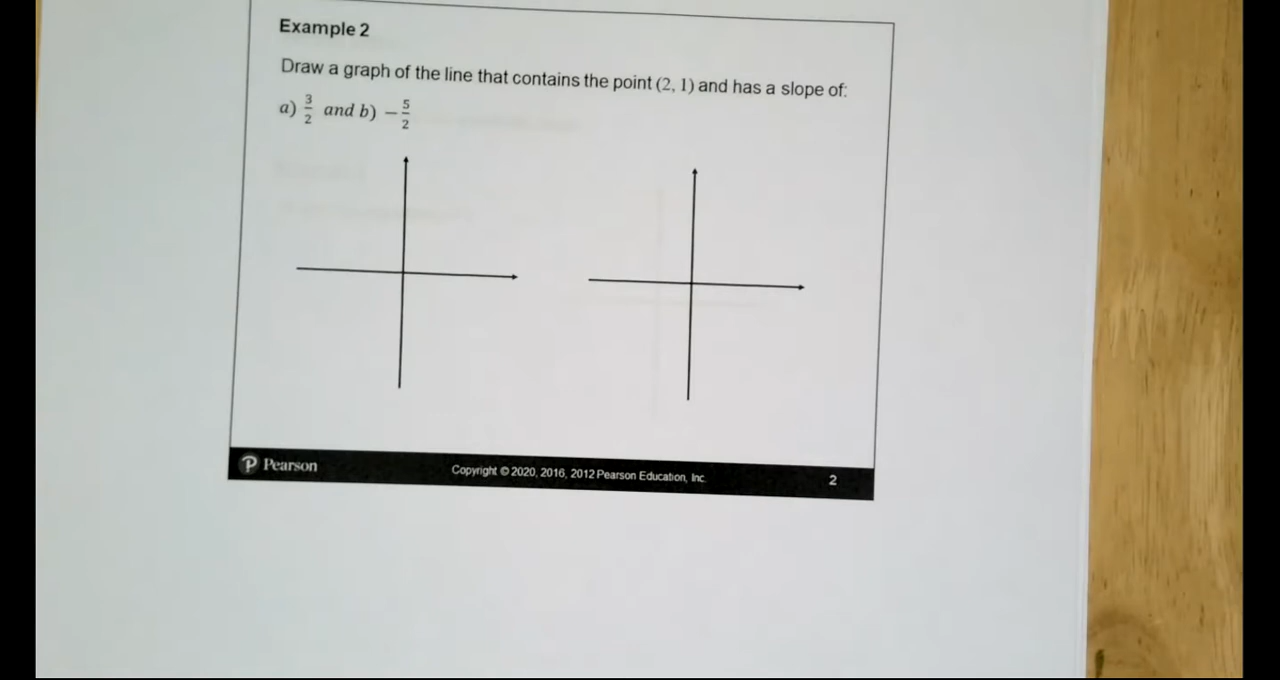 Example 2
Draw a graph of the line that contains the point (2, 1) and has a slope of:
a) 3/2 and b) −5/2
Pearson
Copyright © 2020, 2016, 2012 Pearson Education, Inc.
2